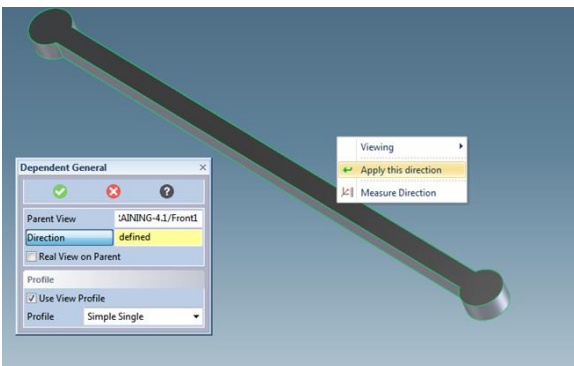 Dependent General
Parent View :AINING-4.1/Front1
Direction defined
Real View on Parent
Profile
Use View Profile
Profile Simple Single
Viewing
Apply this direction
Measure Direction